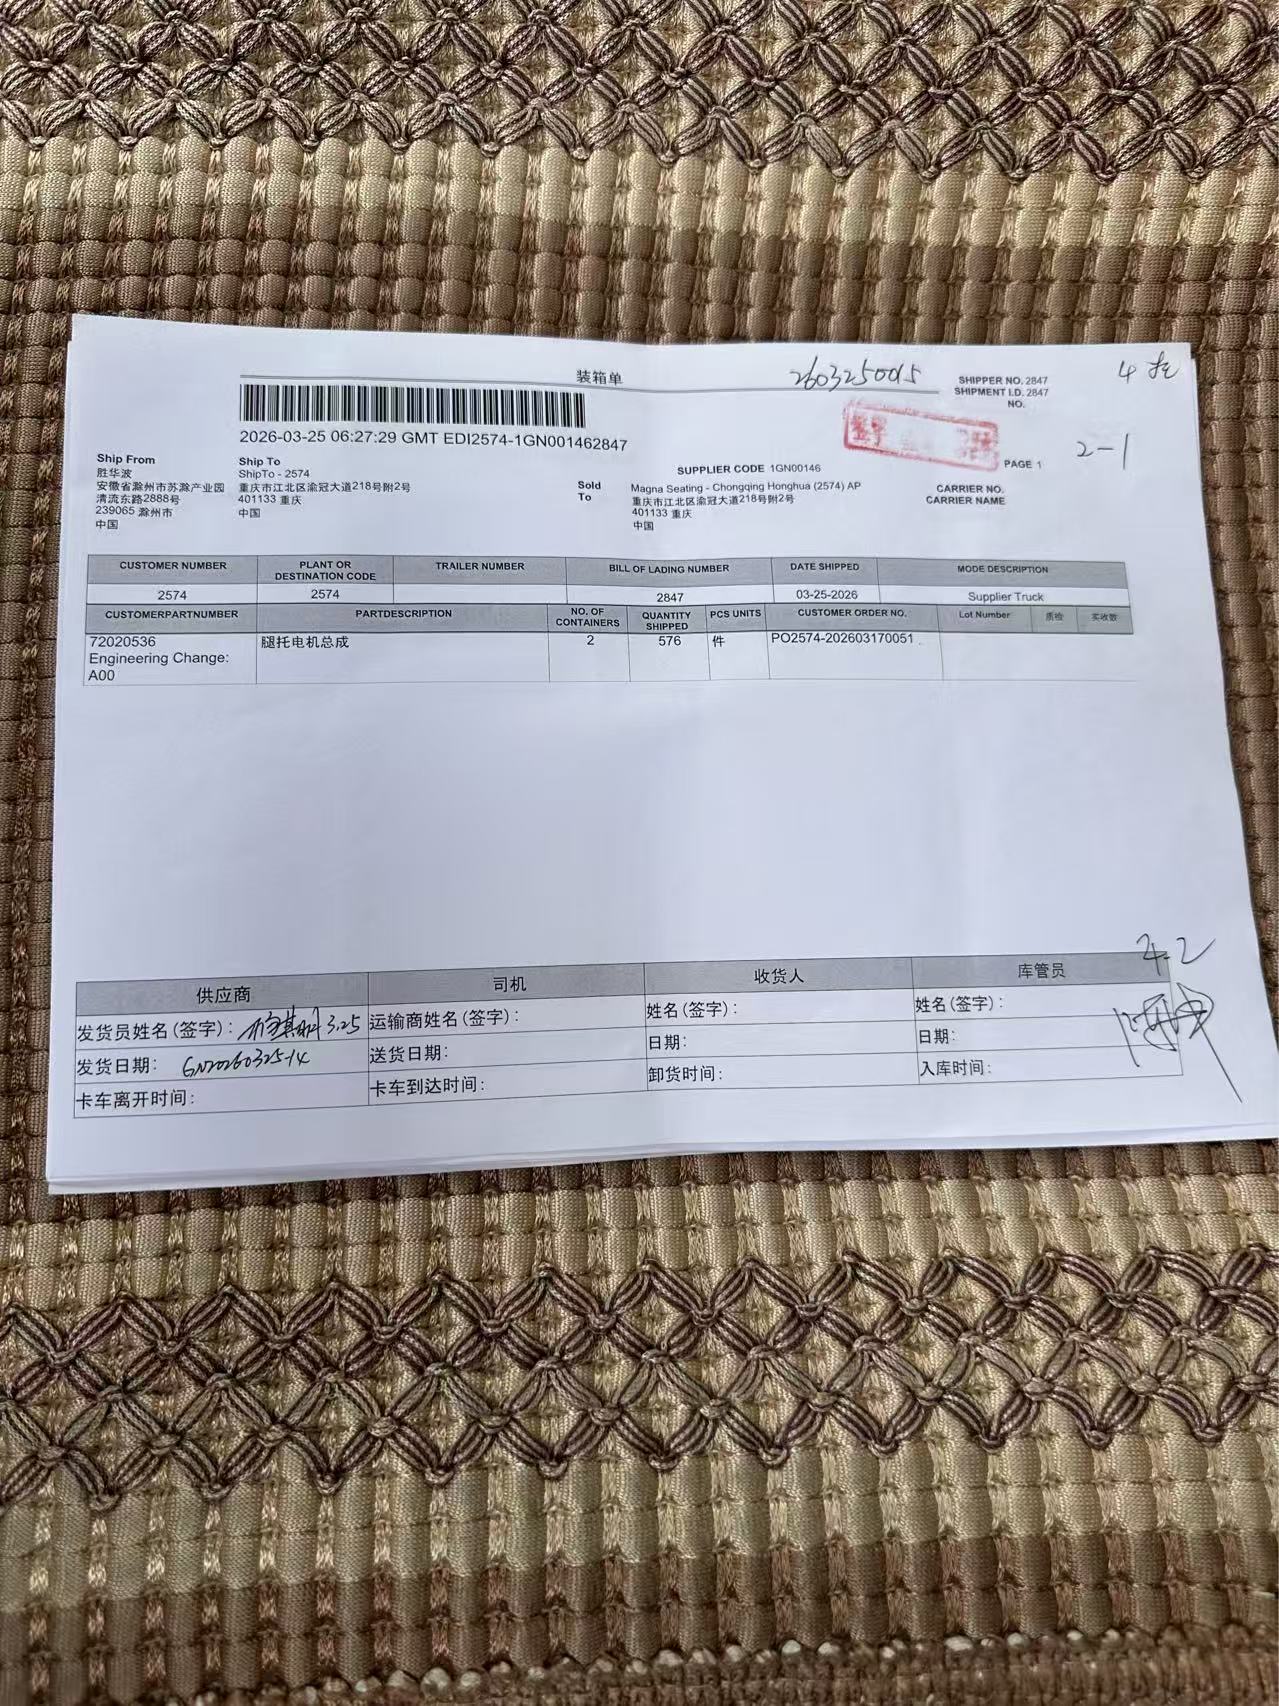 装箱单
2603250015
SHIPPER NO. 2847
SHIPMENT I.D. 2847
NO.
4托
2026-03-25 06:27:29 GMT EDI2574-1GN001462847
签字
PAGE 1
2-1
Ship From
胜华波
安徽省滁州市苏滁产业园
清流东路2888号
239065 滁州市
中国
Ship To
ShipTo - 2574
重庆市江北区渝冠大道218号附2号
401133 重庆
中国
SUPPLIER CODE 1GN00146
Sold To
Magna Seating - Chongqing Honghua (2574) AP
重庆市江北区渝冠大道218号附2号
401133 重庆
中国
CARRIER NO.
CARRIER NAME
CUSTOMER NUMBER PLANT OR DESTINATION CODE TRAILER NUMBER BILL OF LADING NUMBER DATE SHIPPED MODE DESCRIPTION
2574 2574 2847 03-25-2026 Supplier Truck
CUSTOMERPARTNUMBER PARTDESCRIPTION NO. OF CONTAINERS QUANTITY SHIPPED PCS UNITS CUSTOMER ORDER NO. Lot Number 质检 实收数
72020536 腿托电机总成 2 576 件 PO2574-202603170051
Engineering Change:
A00
4-2
供应商 司机 收货人 库管员
发货员姓名(签字): 3.25 运输商姓名(签字): 姓名(签字): 姓名(签字):
发货日期: GN20260325-14 送货日期: 日期: 日期:
卡车离开时间: 卡车到达时间: 卸货时间: 入库时间: